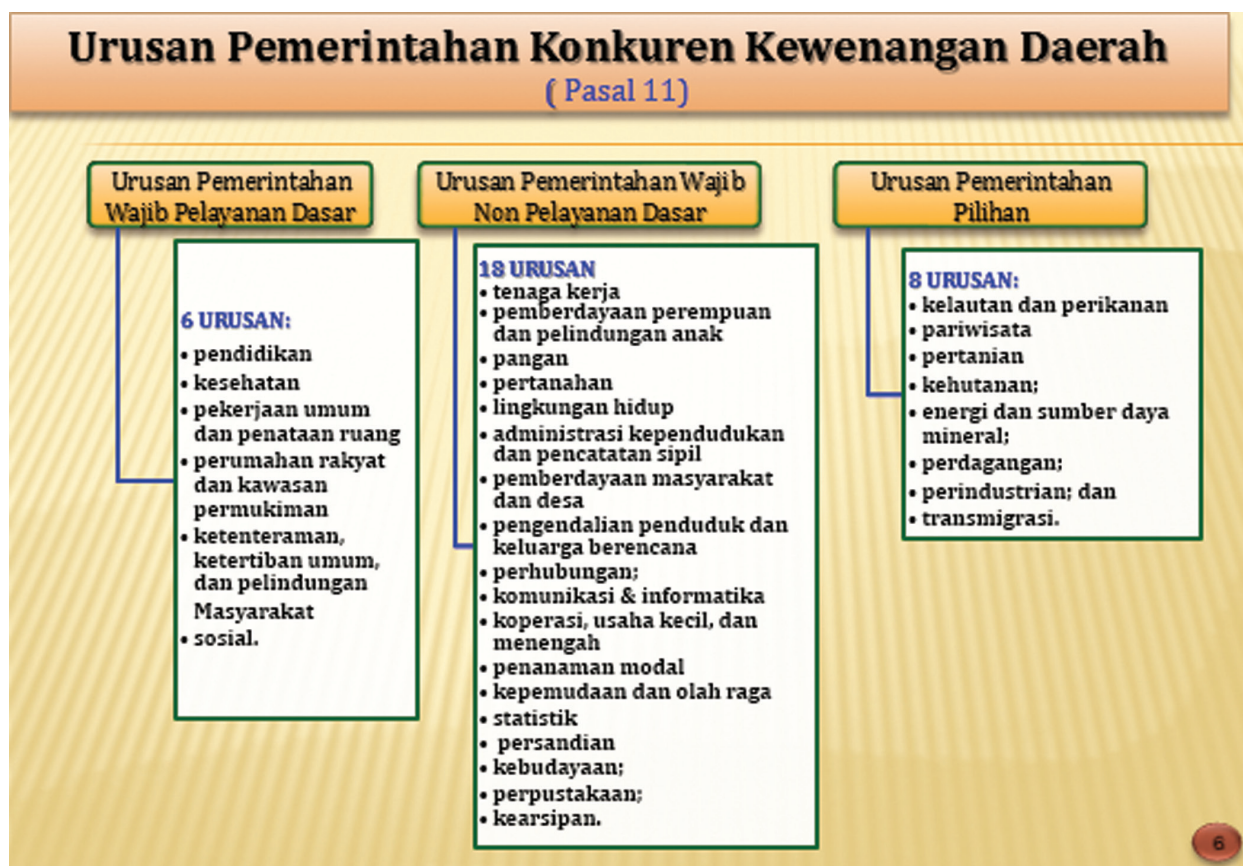 Urusan Pemerintahan Konkuren Kewenangan Daerah
( Pasal 11)
Urusan Pemerintahan
Wajib Pelayanan Dasar
6 URUSAN:
• pendidikan
• kesehatan
• pekerjaan umum
dan penataan ruang
• perumahan rakyat
dan kawasan
permukiman
• ketenteraman,
ketertiban umum,
dan pelindungan
Masyarakat
• sosial.
Urusan Pemerintahan Wajib
Non Pelayanan Dasar
18 URUSAN
• tenaga kerja
• pemberdayaan perempuan
dan pelindungan anak
• pangan
• pertanahan
• lingkungan hidup
• administrasi kependudukan
dan pencatatan sipil
• pemberdayaan masyarakat
dan desa
• pengendalian penduduk dan
keluarga berencana
• perhubungan;
• komunikasi & informatika
• koperasi, usaha kecil, dan
menengah
• penanaman modal
• kepemudaan dan olah raga
• statistik
• persandian
• kebudayaan;
• perpustakaan;
• kearsipan.
Urusan Pemerintahan
Pilihan
8 URUSAN:
• kelautan dan perikanan
• pariwisata
• pertanian
• kehutanan;
• energi dan sumber daya
mineral;
• perdagangan;
• perindustrian; dan
• transmigrasi.
6